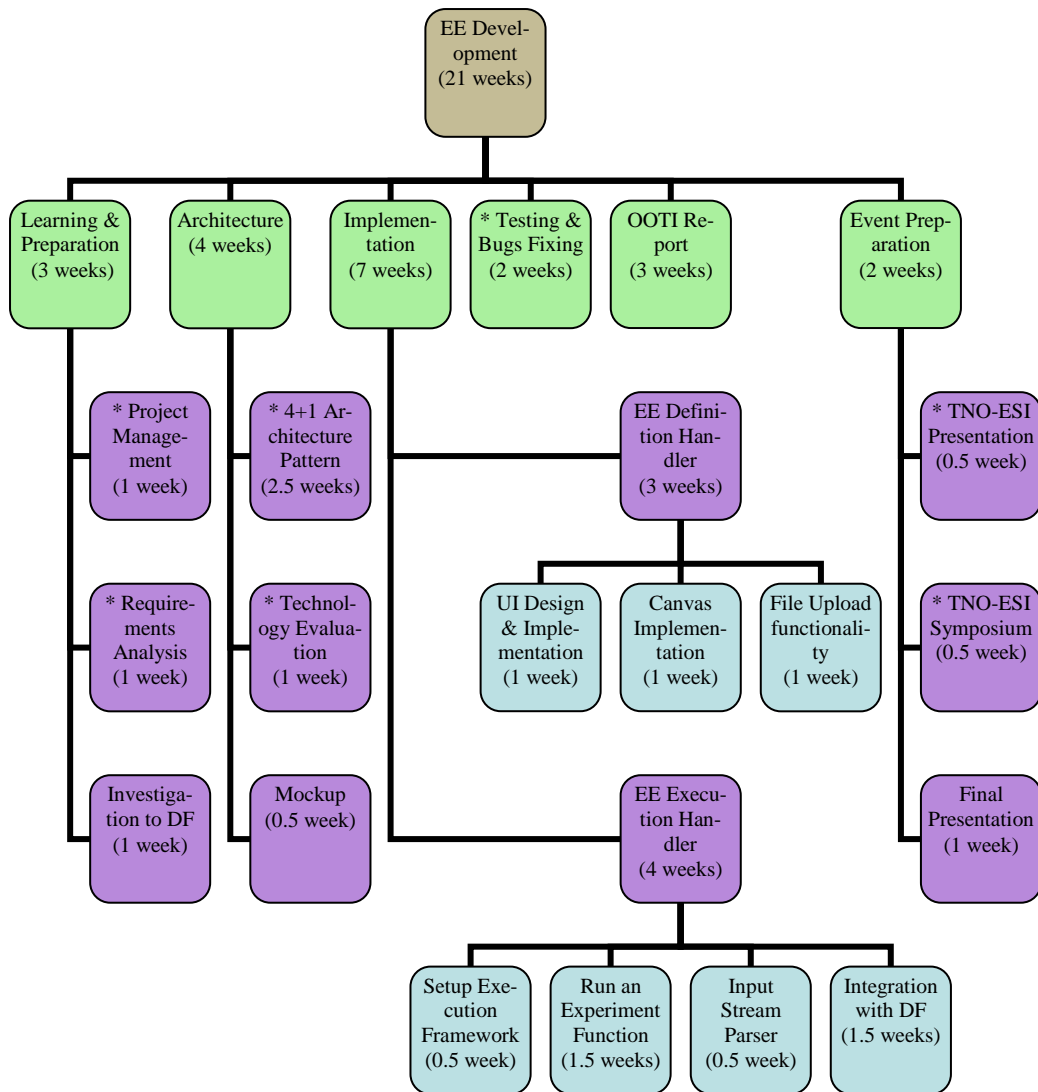 EE Devel-
opment
(21 weeks)
Learning &
Preparation
(3 weeks)
Architecture
(4 weeks)
Implemen-
tation
(7 weeks)
* Testing &
Bugs Fixing
(2 weeks)
OOTI Re-
port
(3 weeks)
Event Prep-
aration
(2 weeks)
* Project
Manage-
ment
(1 week)
* 4+1 Ar-
chitecture
Pattern
(2.5 weeks)
EE Defini-
tion Han-
dler
(3 weeks)
* TNO-ESI
Presentation
(0.5 week)
* Require-
ments
Analysis
(1 week)
* Technol-
ogy Evalua-
tion
(1 week)
UI Design
& Imple-
mentation
(1 week)
Canvas
Implemen-
tation
(1 week)
File Upload
functionali-
ty
(1 week)
* TNO-ESI
Symposium
(0.5 week)
Investiga-
tion to DF
(1 week)
Mockup
(0.5 week)
EE Execu-
tion Han-
dler
(4 weeks)
Final
Presentation
(1 week)
Setup Exe-
cution
Framework
(0.5 week)
Run an
Experiment
Function
(1.5 weeks)
Input
Stream
Parser
(0.5 week)
Integration
with DF
(1.5 weeks)